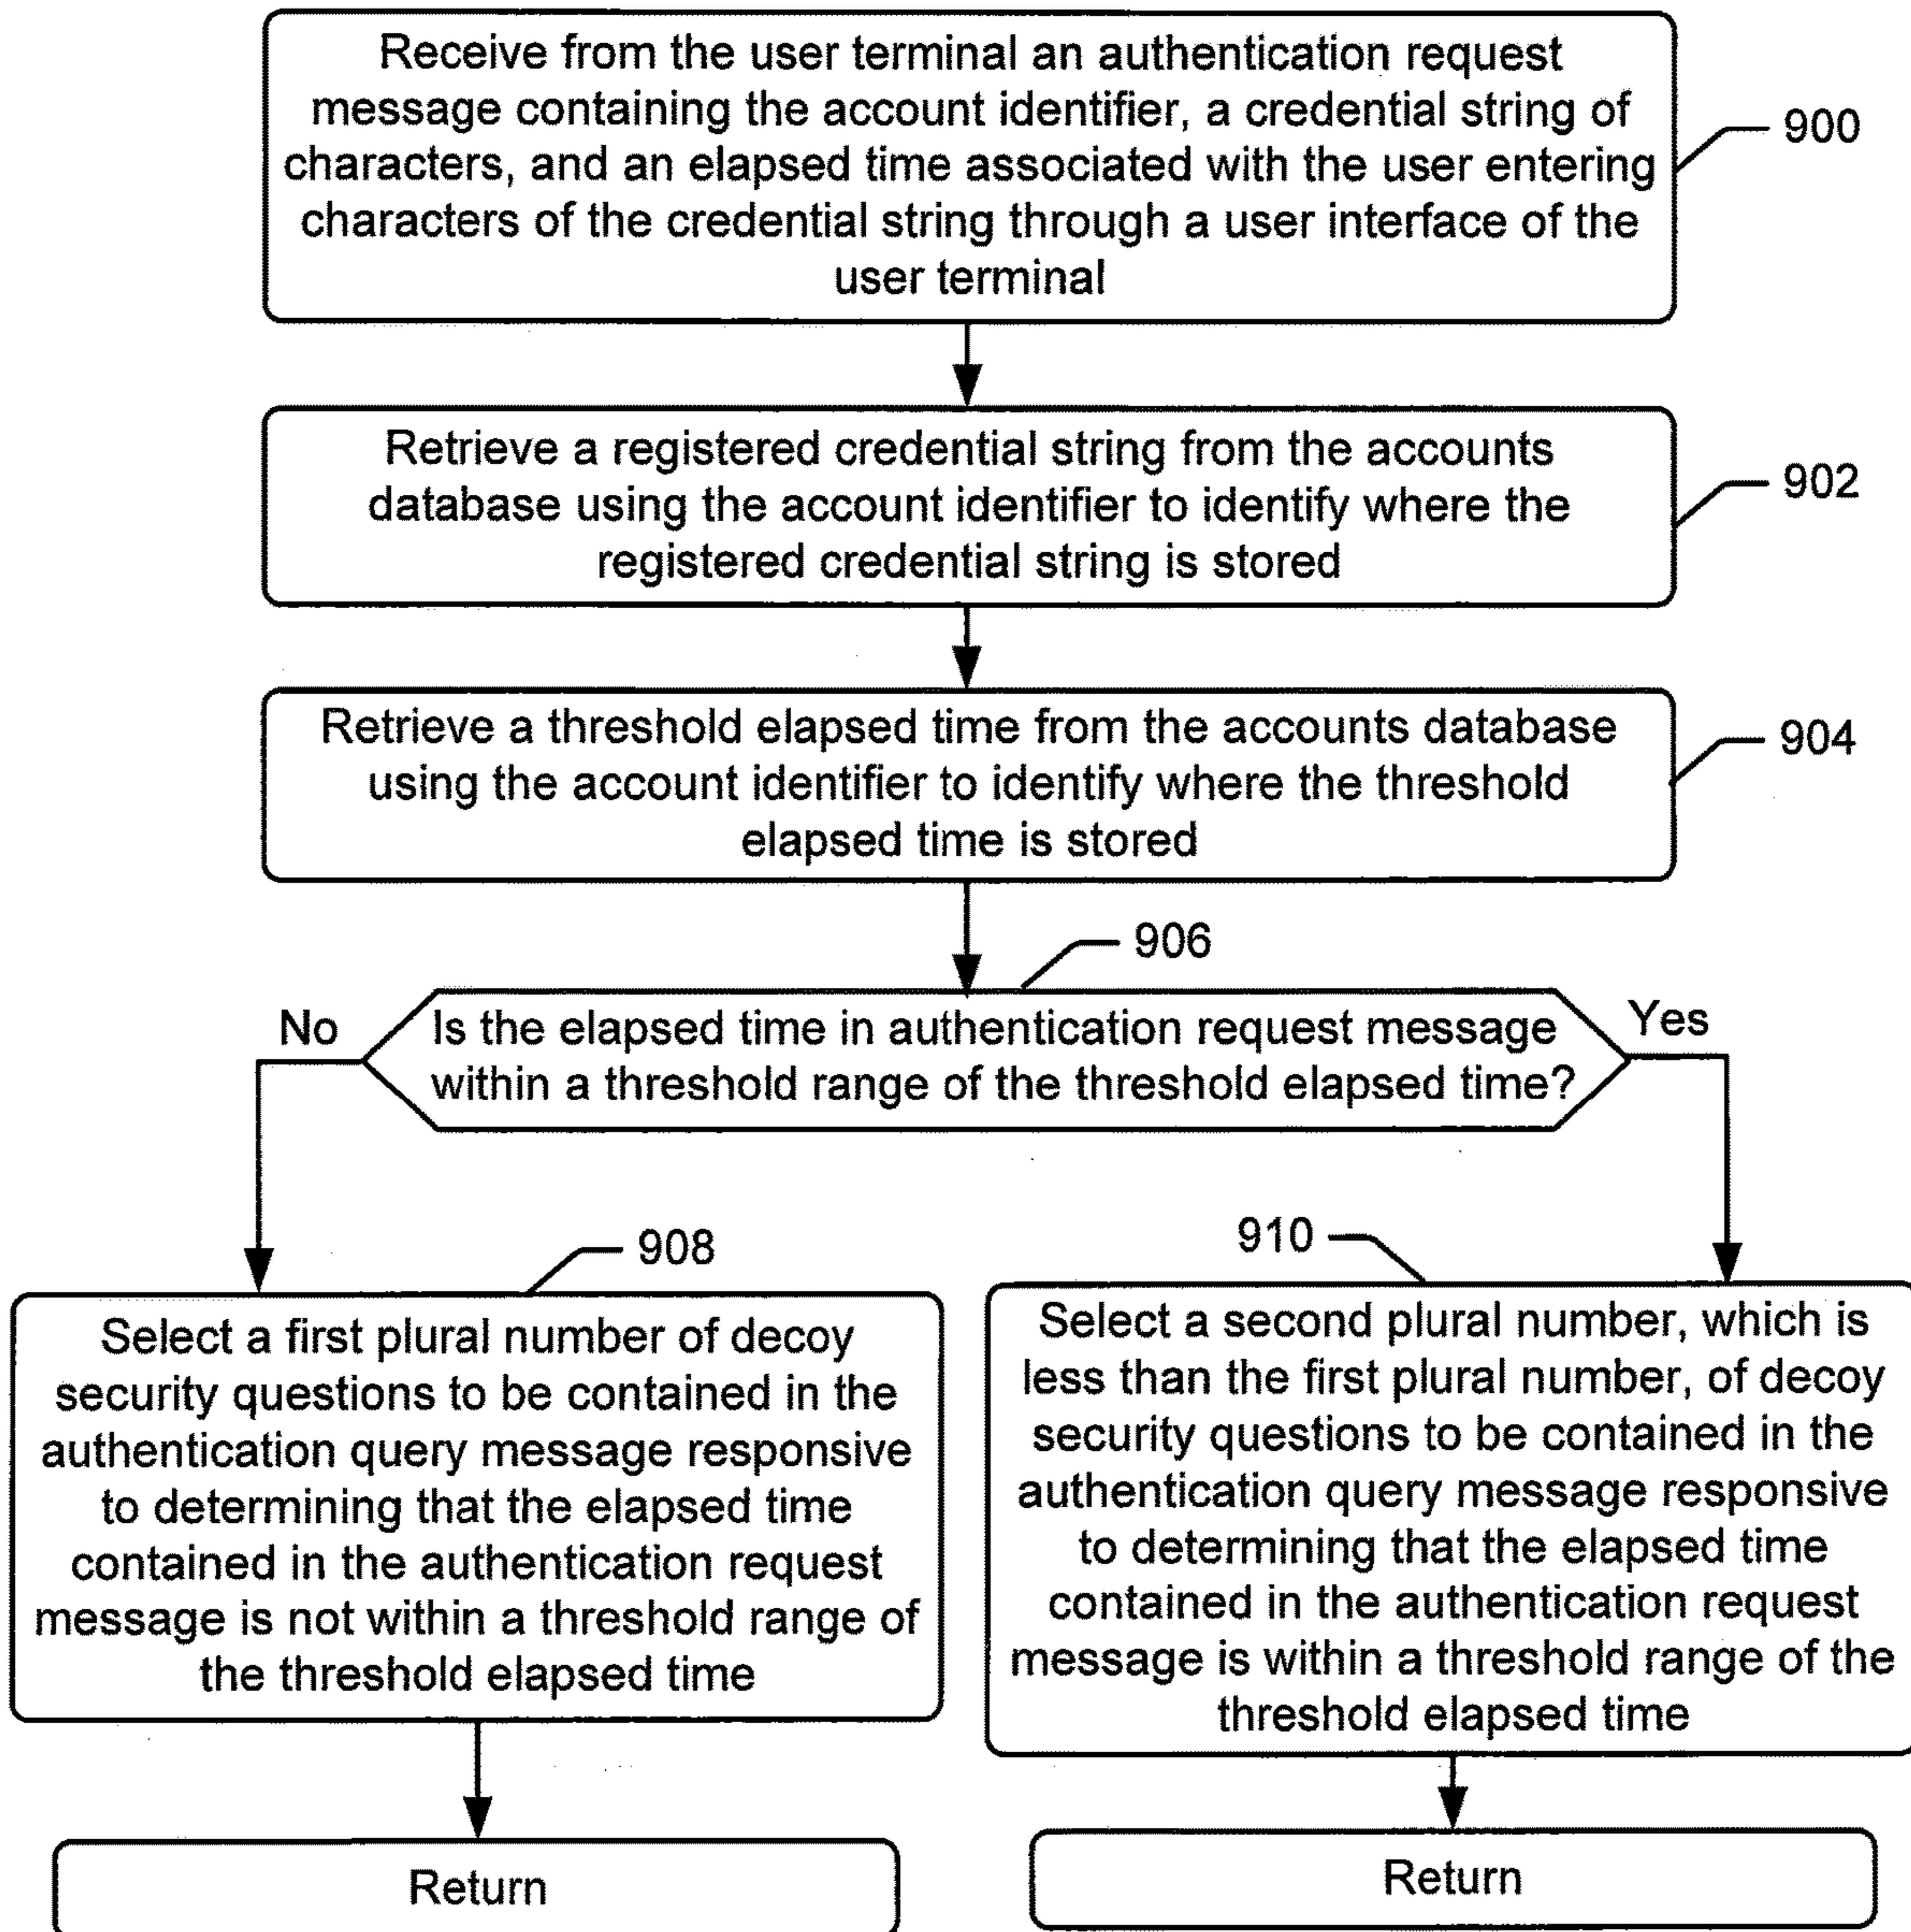 Receive from the user terminal an authentication request
message containing the account identifier, a credential string of
characters, and an elapsed time associated with the user entering
characters of the credential string through a user interface of the
user terminal
900
Retrieve a registered credential string from the accounts
database using the account identifier to identify where the
registered credential string is stored
902
Retrieve a threshold elapsed time from the accounts database
using the account identifier to identify where the threshold
elapsed time is stored
904
906
No
Is the elapsed time in authentication request message
within a threshold range of the threshold elapsed time?
Yes
908
Select a first plural number of decoy
security questions to be contained in the
authentication query message responsive
to determining that the elapsed time
contained in the authentication request
message is not within a threshold range of
the threshold elapsed time
Return
910
Select a second plural number, which is
less than the first plural number, of decoy
security questions to be contained in the
authentication query message responsive
to determining that the elapsed time
contained in the authentication request
message is within a threshold range of the
threshold elapsed time
Return